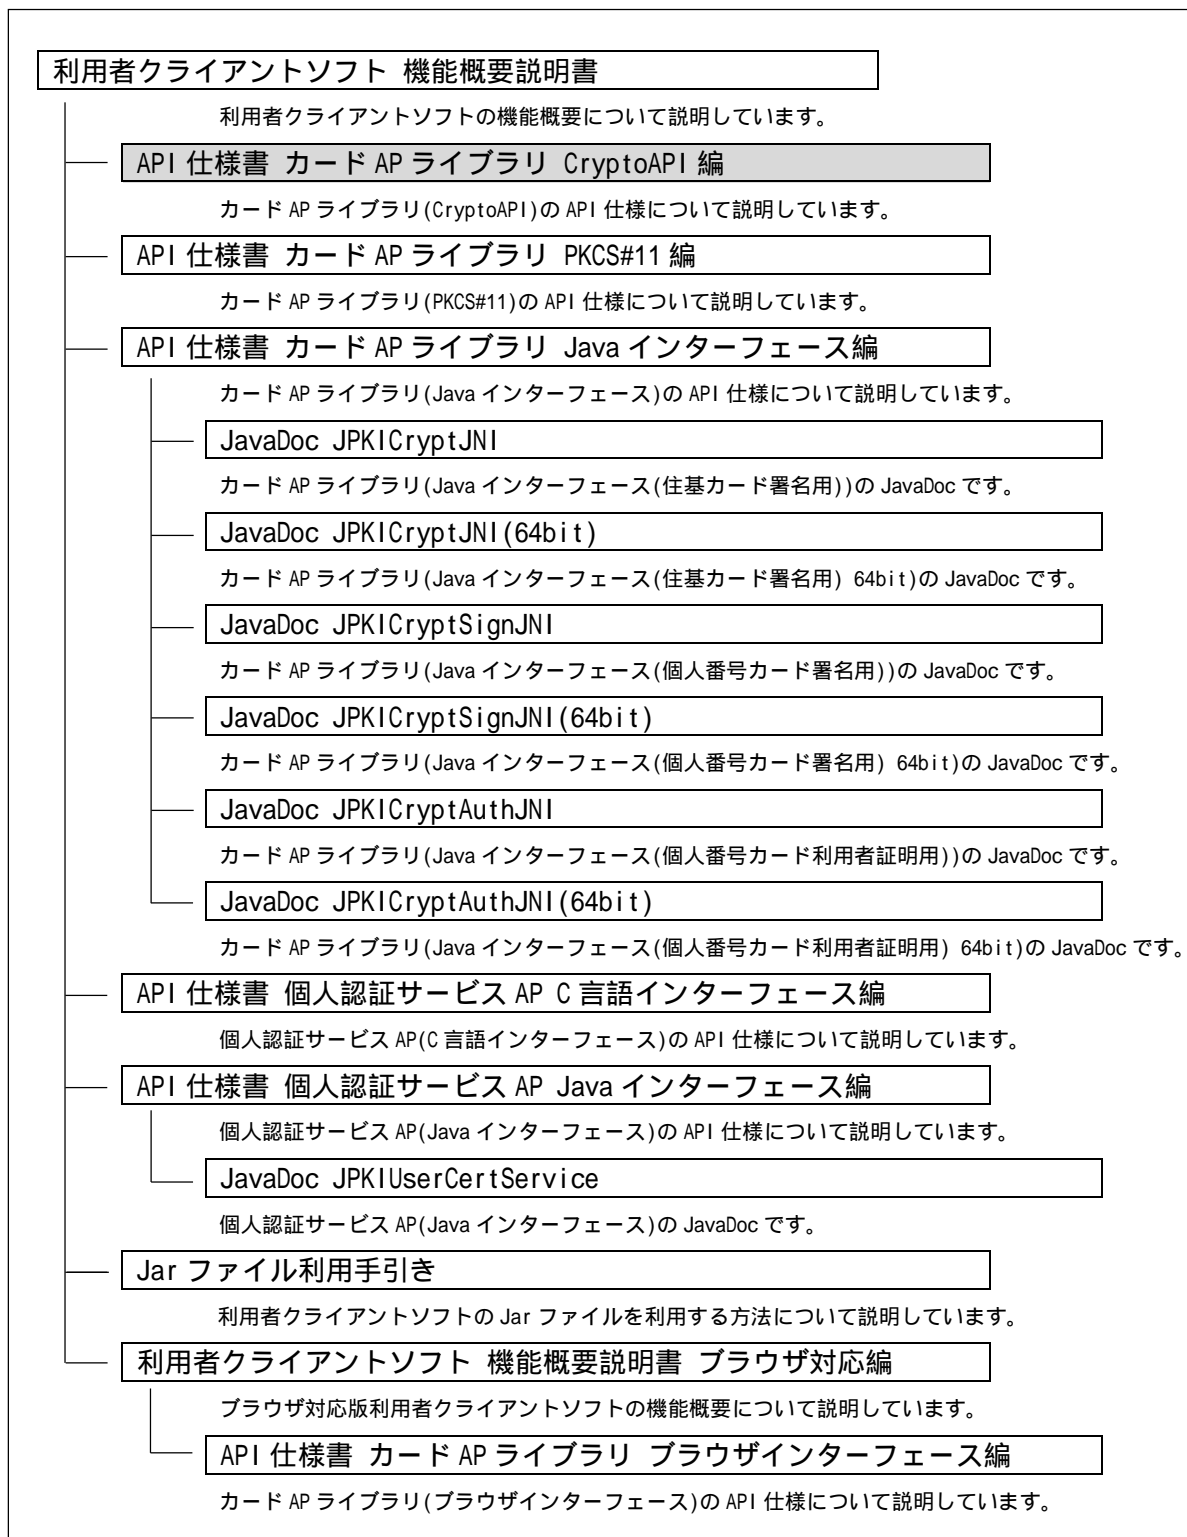 利用者クライアントソフト 機能概要説明書
利用者クライアントソフトの機能概要について説明しています。
API 仕様書 カード AP ライブラリ CryptoAPI 編
カード AP ライブラリ(CryptoAPI)の API 仕様について説明しています。
API 仕様書 カード AP ライブラリ PKCS#11 編
カード AP ライブラリ(PKCS#11)の API 仕様について説明しています。
API 仕様書 カード AP ライブラリ Java インターフェース編
カード AP ライブラリ(Java インターフェース)の API 仕様について説明しています。
JavaDoc JPKICryptJNI
カード AP ライブラリ(Java インターフェース(住基カード署名用))の JavaDoc です。
JavaDoc JPKICryptJNI(64bit)
カード AP ライブラリ(Java インターフェース(住基カード署名用) 64bit)の JavaDoc です。
JavaDoc JPKICryptSignJNI
カード AP ライブラリ(Java インターフェース(個人番号カード署名用))の JavaDoc です。
JavaDoc JPKICryptSignJNI(64bit)
カード AP ライブラリ(Java インターフェース(個人番号カード署名用) 64bit)の JavaDoc です。
JavaDoc JPKICryptAuthJNI
カード AP ライブラリ(Java インターフェース(個人番号カード利用者証明用))の JavaDoc です。
JavaDoc JPKICryptAuthJNI(64bit)
カード AP ライブラリ(Java インターフェース(個人番号カード利用者証明用) 64bit)の JavaDoc です。
API 仕様書 個人認証サービス AP C 言語インターフェース編
個人認証サービス AP(C 言語インターフェース)の API 仕様について説明しています。
API 仕様書 個人認証サービス AP Java インターフェース編
個人認証サービス AP(Java インターフェース)の API 仕様について説明しています。
JavaDoc JPKIUserCertService
個人認証サービス AP(Java インターフェース)の JavaDoc です。
Jar ファイル利用手引き
利用者クライアントソフトの Jar ファイルを利用する方法について説明しています。
利用者クライアントソフト 機能概要説明書 ブラウザ対応編
ブラウザ対応版利用者クライアントソフトの機能概要について説明しています。
API 仕様書 カード AP ライブラリ ブラウザインターフェース編
カード AP ライブラリ(ブラウザインターフェース)の API 仕様について説明しています。